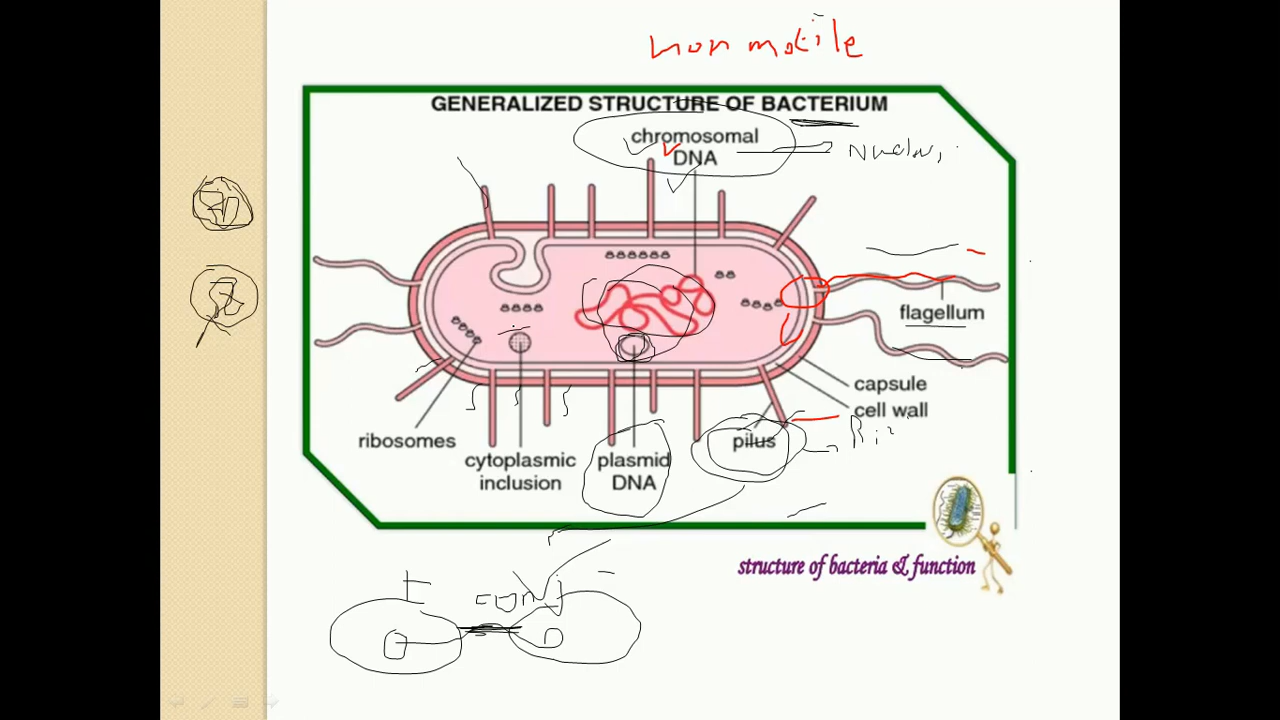 non motile
GENERALIZED STRUCTURE OF BACTERIUM
chromosomal
DNA
flagellum
capsule
cell wall
pilus
ribosomes
cytoplasmic
inclusion
plasmid
DNA
structure of bacteria & function
conj